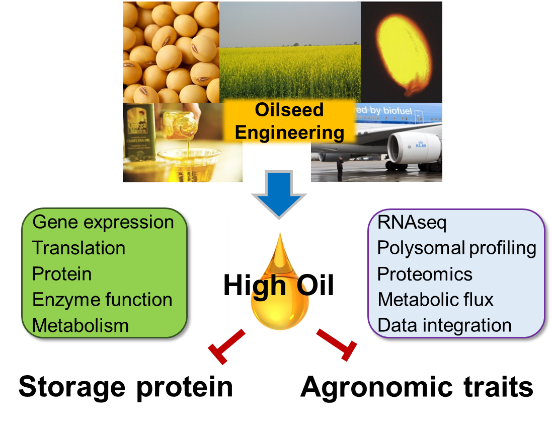 ed by biofuel
Oilseed
Engineering
KLM
Gene expression
Translation
Protein
Enzyme function
Metabolism
High Oil
RNAseq
Polysomal profiling
Proteomics
Metabolic flux
Data integration
Storage protein
Agronomic traits